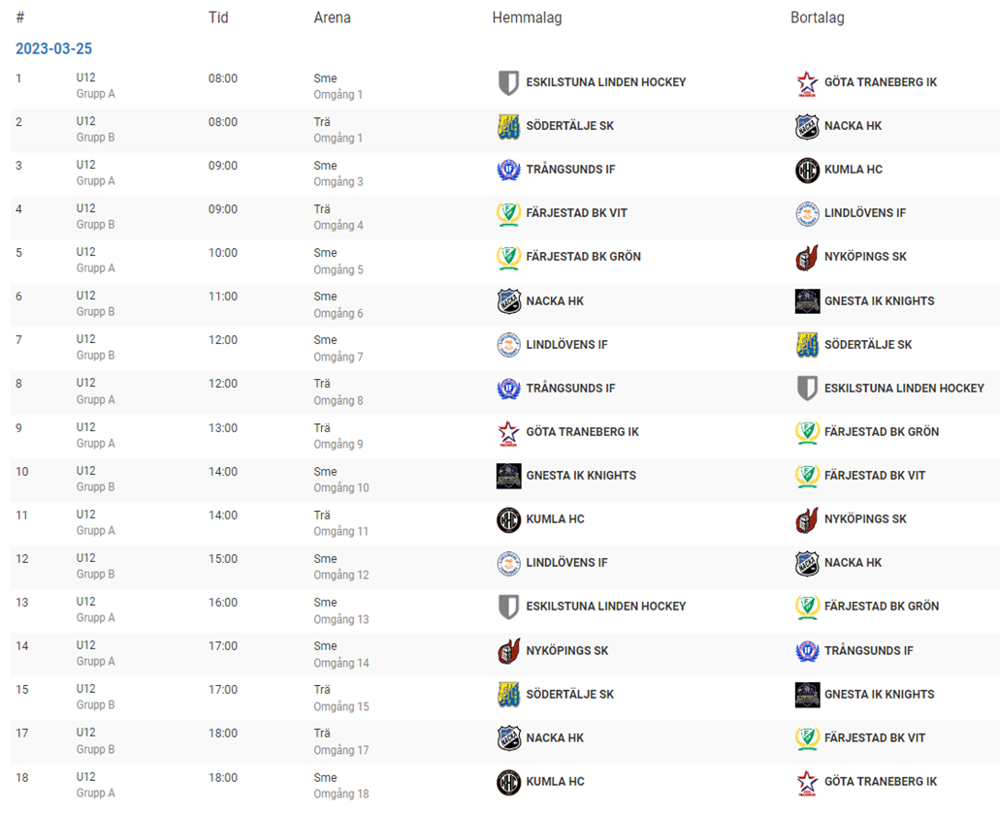 # Tid Arena Hemmalag Bortalag
2023-03-25
1 U12 08:00 Sme ESKILSTUNA LINDEN HOCKEY GÖTA TRANEBERG IK
Grupp A Omgång 1
2 U12 08:00 Trä SÖDERTÄLJE SK NACKA HK
Grupp B Omgång 1
3 U12 09:00 Sme TRÅNGSUNDS IF KUMLA HC
Grupp A Omgång 3
4 U12 09:00 Trä FÄRJESTAD BK VIT LINDLÖVENS IF
Grupp B Omgång 4
5 U12 10:00 Sme FÄRJESTAD BK GRÖN NYKÖPINGS SK
Grupp A Omgång 5
6 U12 11:00 Sme NACKA HK GNESTA IK KNIGHTS
Grupp B Omgång 6
7 U12 12:00 Sme LINDLÖVENS IF SÖDERTÄLJE SK
Grupp B Omgång 7
8 U12 12:00 Trä TRÅNGSUNDS IF ESKILSTUNA LINDEN HOCKEY
Grupp A Omgång 8
9 U12 13:00 Trä GÖTA TRANEBERG IK FÄRJESTAD BK GRÖN
Grupp A Omgång 9
10 U12 14:00 Sme GNESTA IK KNIGHTS FÄRJESTAD BK VIT
Grupp B Omgång 10
11 U12 14:00 Trä KUMLA HC NYKÖPINGS SK
Grupp A Omgång 11
12 U12 15:00 Sme LINDLÖVENS IF NACKA HK
Grupp B Omgång 12
13 U12 16:00 Sme ESKILSTUNA LINDEN HOCKEY FÄRJESTAD BK GRÖN
Grupp A Omgång 13
14 U12 17:00 Sme NYKÖPINGS SK TRÅNGSUNDS IF
Grupp A Omgång 14
15 U12 17:00 Trä SÖDERTÄLJE SK GNESTA IK KNIGHTS
Grupp B Omgång 15
17 U12 18:00 Trä NACKA HK FÄRJESTAD BK VIT
Grupp B Omgång 17
18 U12 18:00 Sme KUMLA HC GÖTA TRANEBERG IK
Grupp A Omgång 18